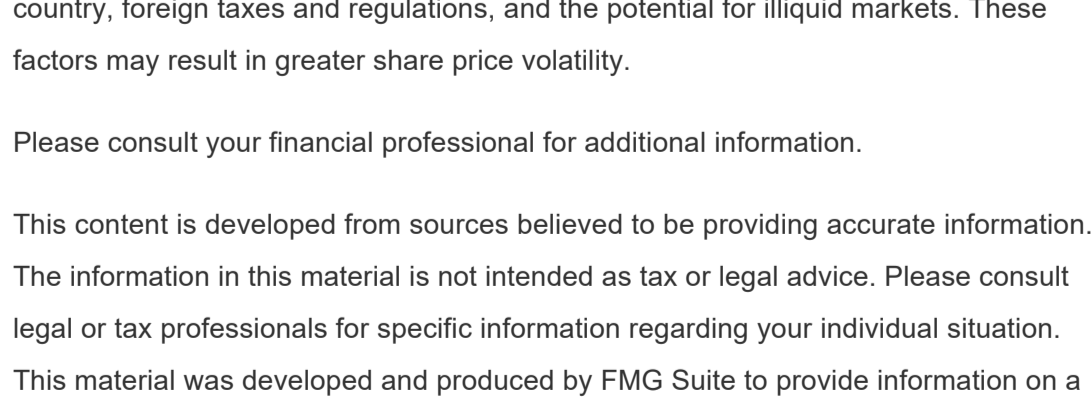 country, foreign taxes and regulations, and the potential for illiquid markets. These
factors may result in greater share price volatility.
Please consult your financial professional for additional information.
This content is developed from sources believed to be providing accurate information.
The information in this material is not intended as tax or legal advice. Please consult
legal or tax professionals for specific information regarding your individual situation.
This material was developed and produced by FMG Suite to provide information on a